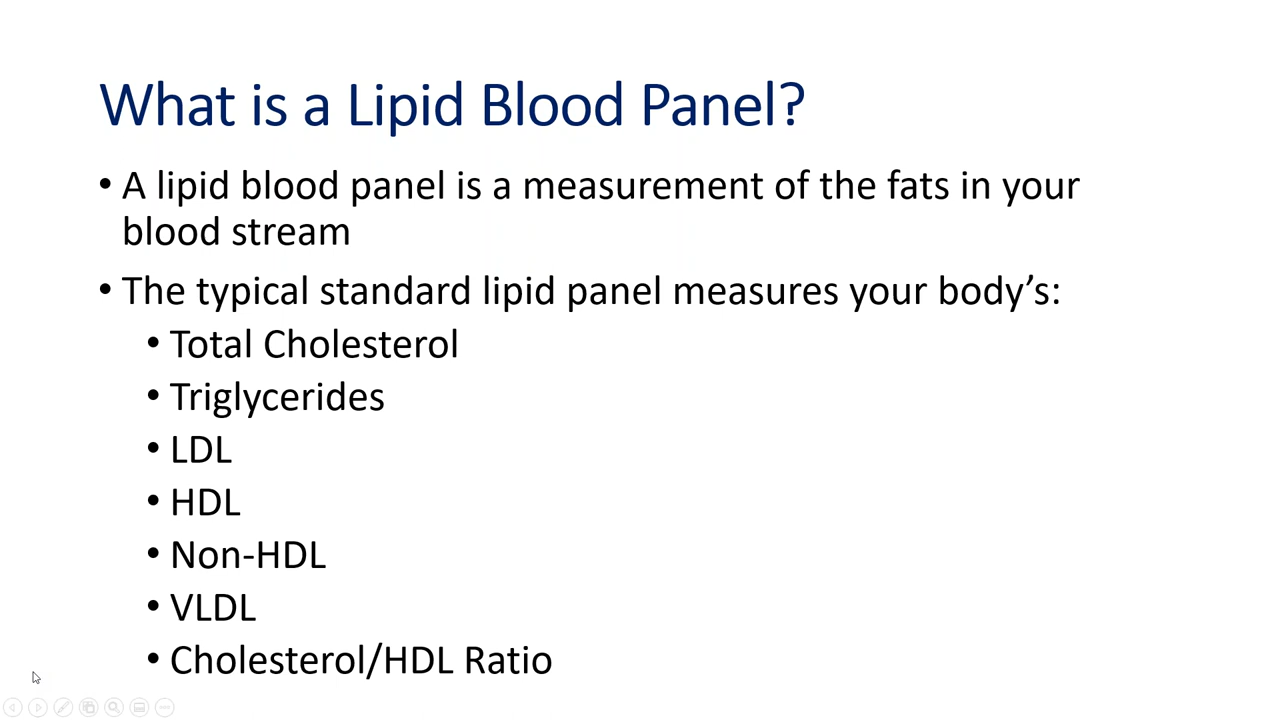 What is a Lipid Blood Panel?
• A lipid blood panel is a measurement of the fats in your
blood stream
• The typical standard lipid panel measures your body’s:
• Total Cholesterol
• Triglycerides
• LDL
• HDL
• Non-HDL
• VLDL
• Cholesterol/HDL Ratio